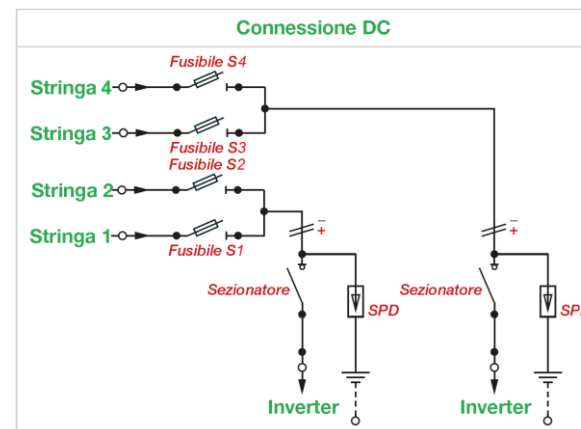 Connessione DC
Fusibile S4
Stringa 4
Stringa 3
Fusibile S3
Fusibile S2
Stringa 2
Stringa 1
Fusibile S1
− −
+ +
Sezionatore Sezionatore
SPD SP
Inverter Inverter